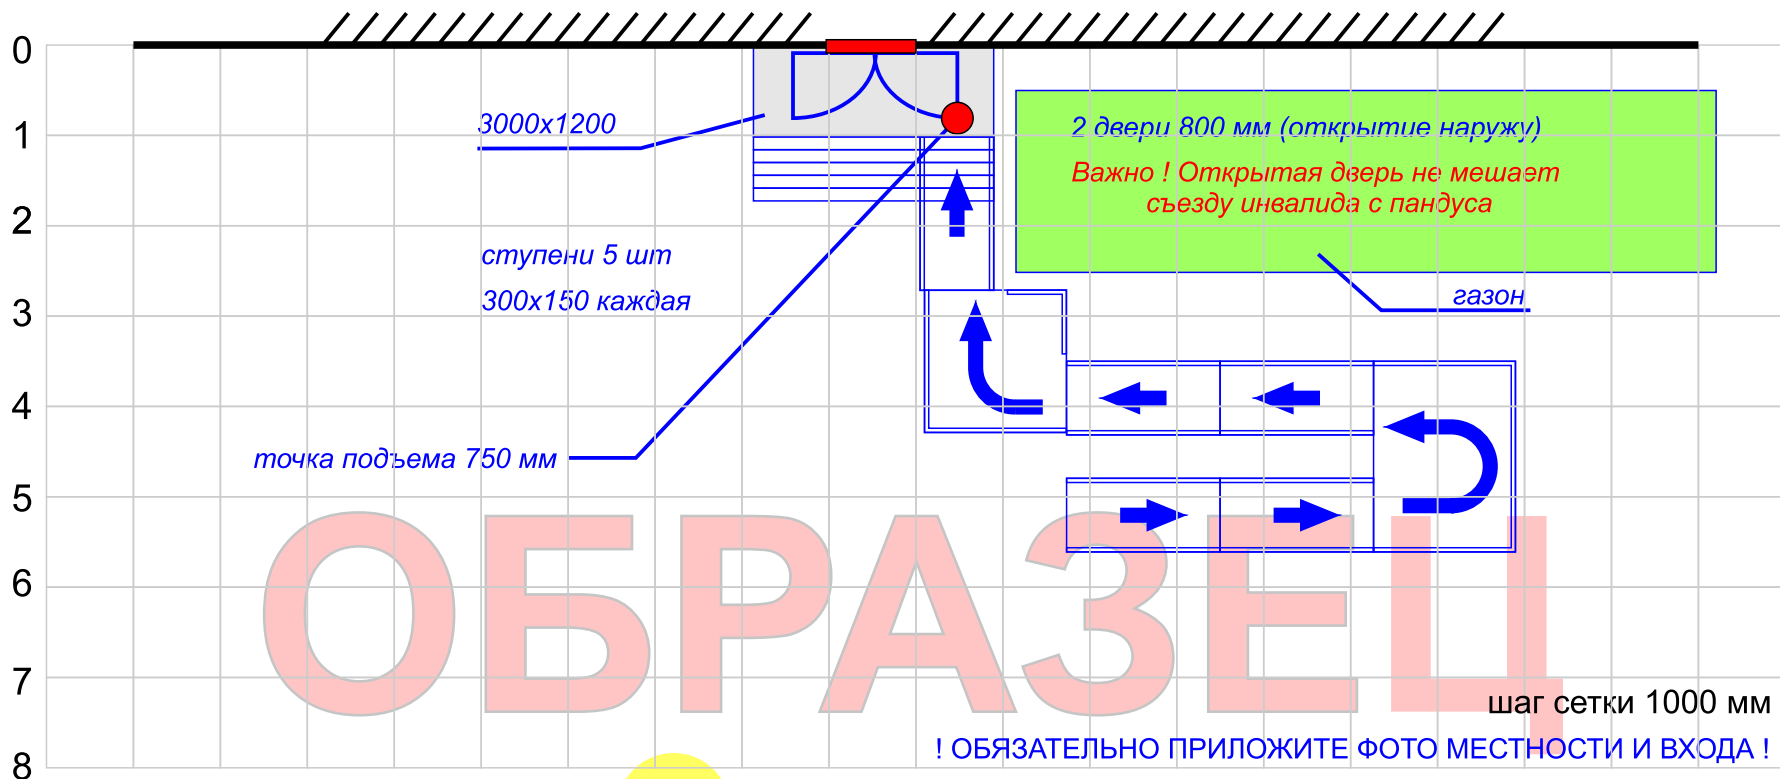 0
3000x1200
1
2 двери 800 мм (открытие наружу)
Важно ! Открытая дверь не мешает
съезду инвалида с пандуса
2
ступени 5 шт
300x150 каждая
газон
3
4
точка подъема 750 мм
5
ОБРАЗЕЦ
6
7
шаг сетки 1000 мм
! ОБЯЗАТЕЛЬНО ПРИЛОЖИТЕ ФОТО МЕСТНОСТИ И ВХОДА !
8